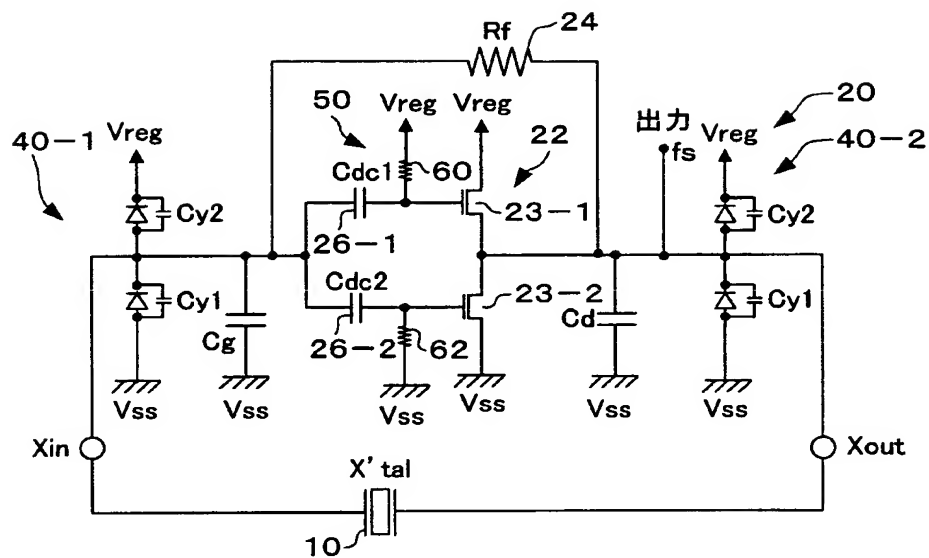 Rf
24
Vreg
Vreg
50
20
40-1
Vreg
出力
fs
Vreg
40-2
22
60
Cdc1
Cy2
23-1
Cy2
26-1
Cdc2
23-2
Cy1
Cg
26-2
62
Cd
Cy1
Vss
Vss
Vss
Vss
Vss
Vss
Xin
X' tal
Xout
10